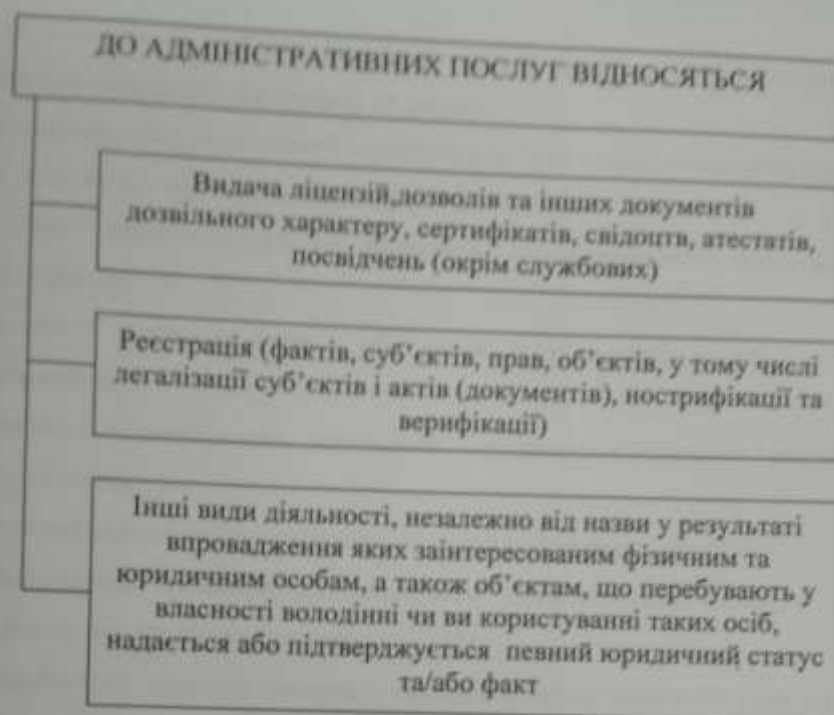 ДО АДМІНІСТРАТИВНИХ ПОСЛУГ ВІДНОСЯТЬСЯ
Видача ліцензій,дозволів та інших документів
дозвільного характеру, сертифікатів, свідоцтв, атестатів,
посвідчень (окрім службових)
Реєстрація (фактів, суб’єктів, прав, об’єктів, у тому числі
легалізації суб’єктів і актів (документів), нострифікації та
верифікації)
Інші види діяльності, незалежно від назви у результаті
впровадження яких заінтересованим фізичним та
юридичним особам, а також об’єктам, що перебувають у
власності володінні чи ви користуванні таких осіб,
надається або підтверджується певний юридичний статус
та/або факт